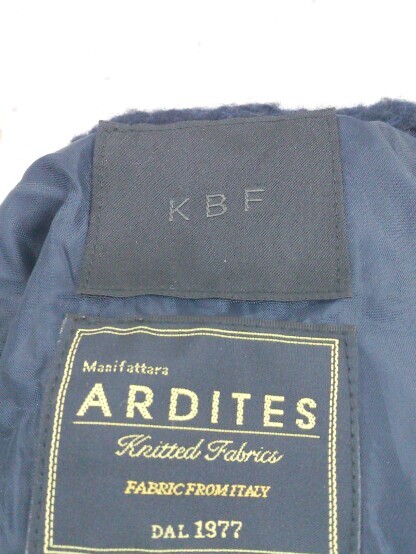 KBF
Manifattara
ARDITES
Knitted Fabrics
FABRIC FROM ITALY
DAL 1977